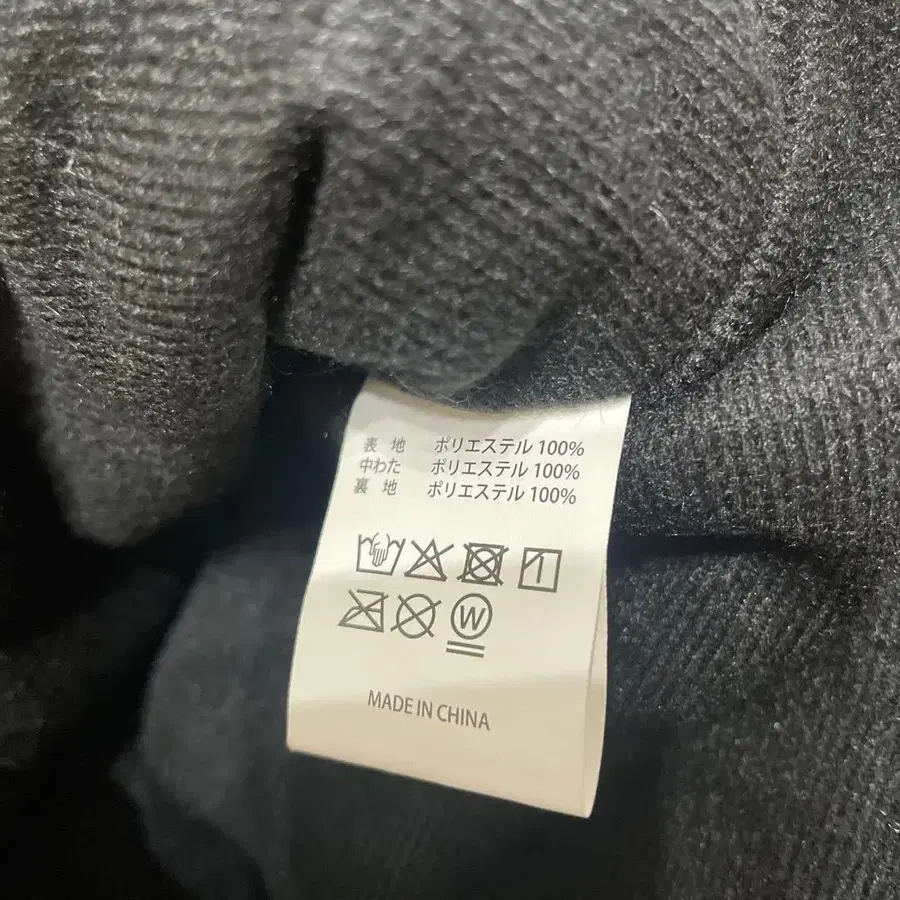 表 地 ポリエステル 100%
中わた ポリエステル 100%
裏 地 ポリエステル 100%
W
MADE IN CHINA